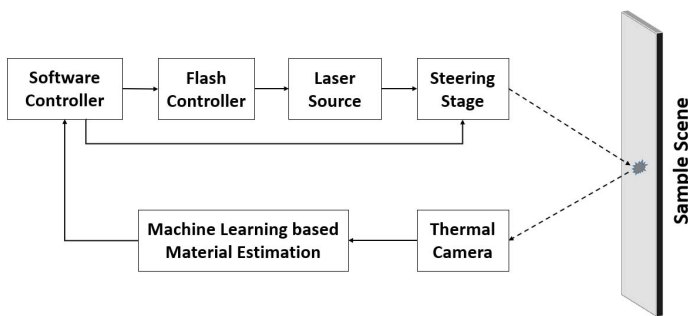 Software
Controller
Flash
Controller
Laser
Source
Steering
Stage
Sample Scene
Machine Learning based
Material Estimation
Thermal
Camera